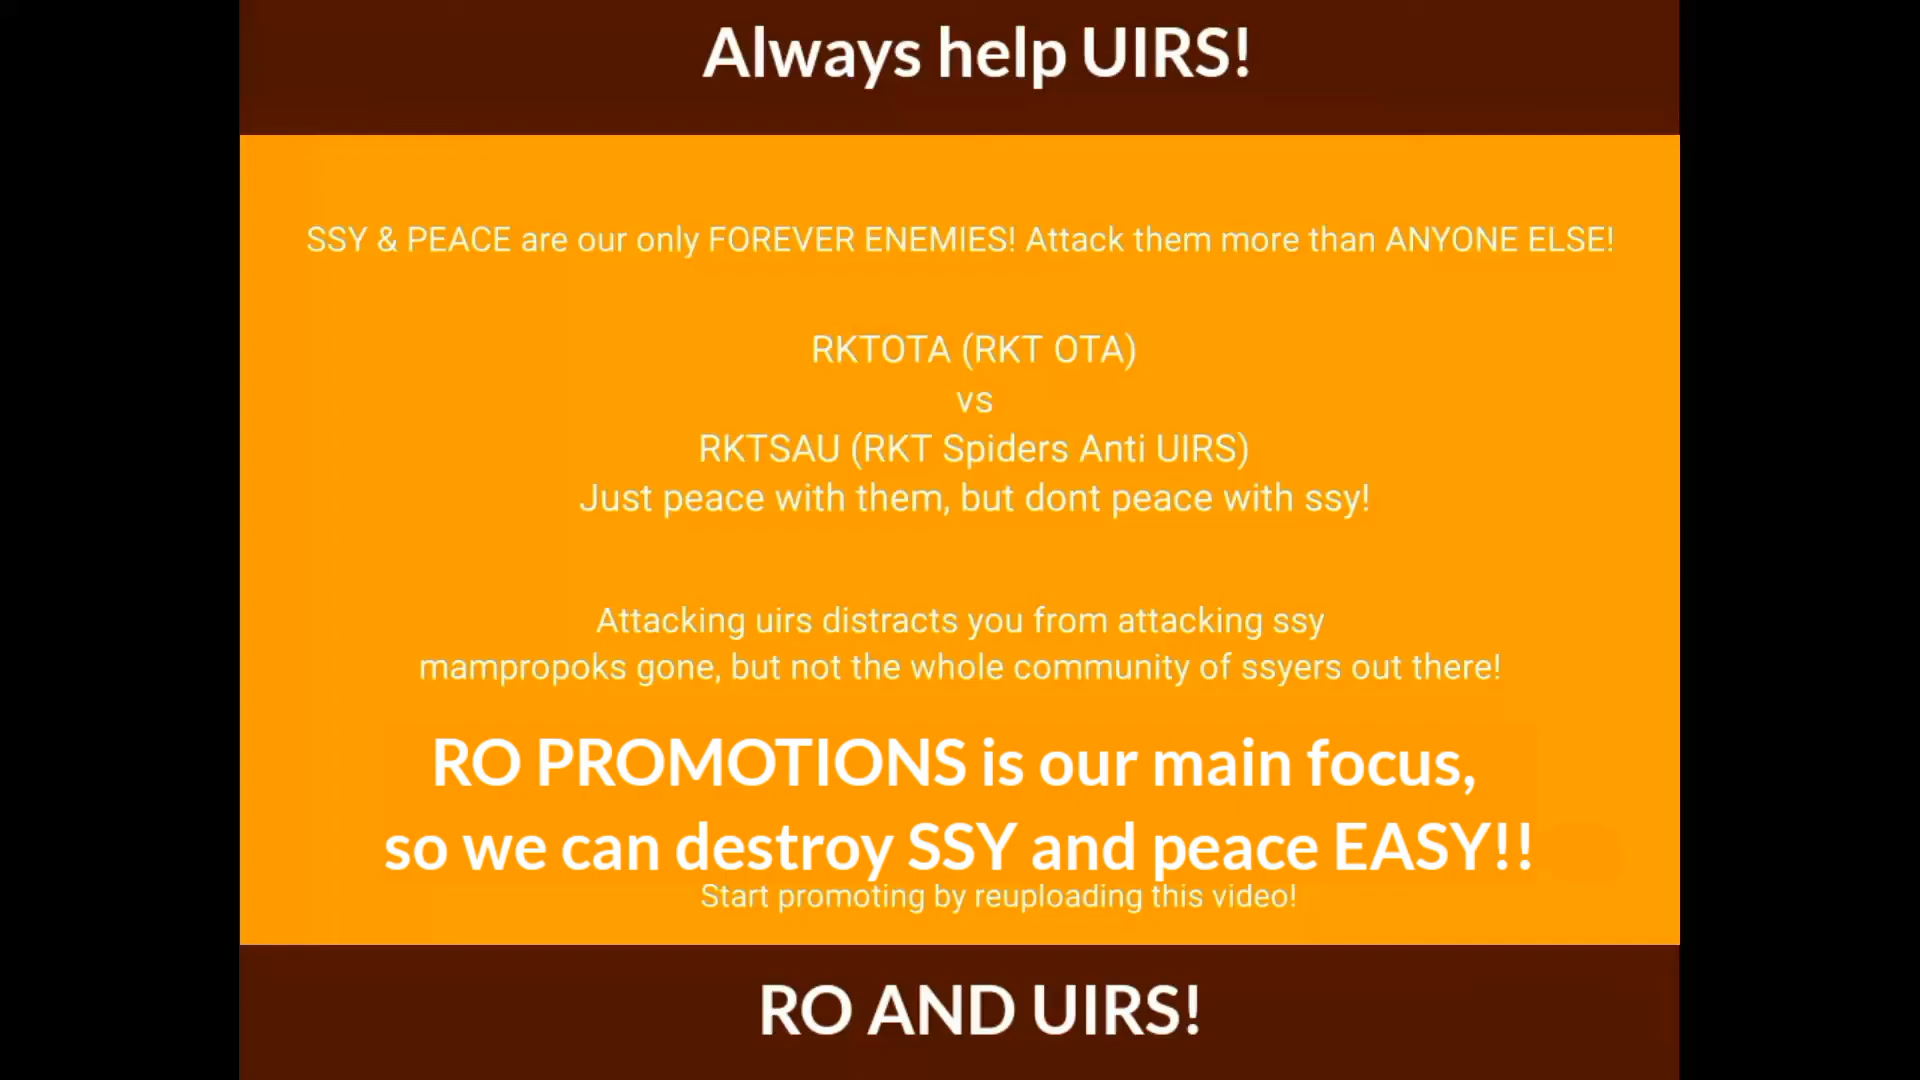 Always help UIRS!
SSY & PEACE are our only FOREVER ENEMIES! Attack them more than ANYONE ELSE!
RKTOTA (RKT OTA)
vs
RKTSAU (RKT Spiders Anti UIRS)
Just peace with them, but dont peace with ssy!
Attacking uirs distracts you from attacking ssy
mampropoks gone, but not the whole community of ssyers out there!
RO PROMOTIONS is our main focus,
so we can destroy SSY and peace EASY!!
Start promoting by reuploading this video!
RO AND UIRS!